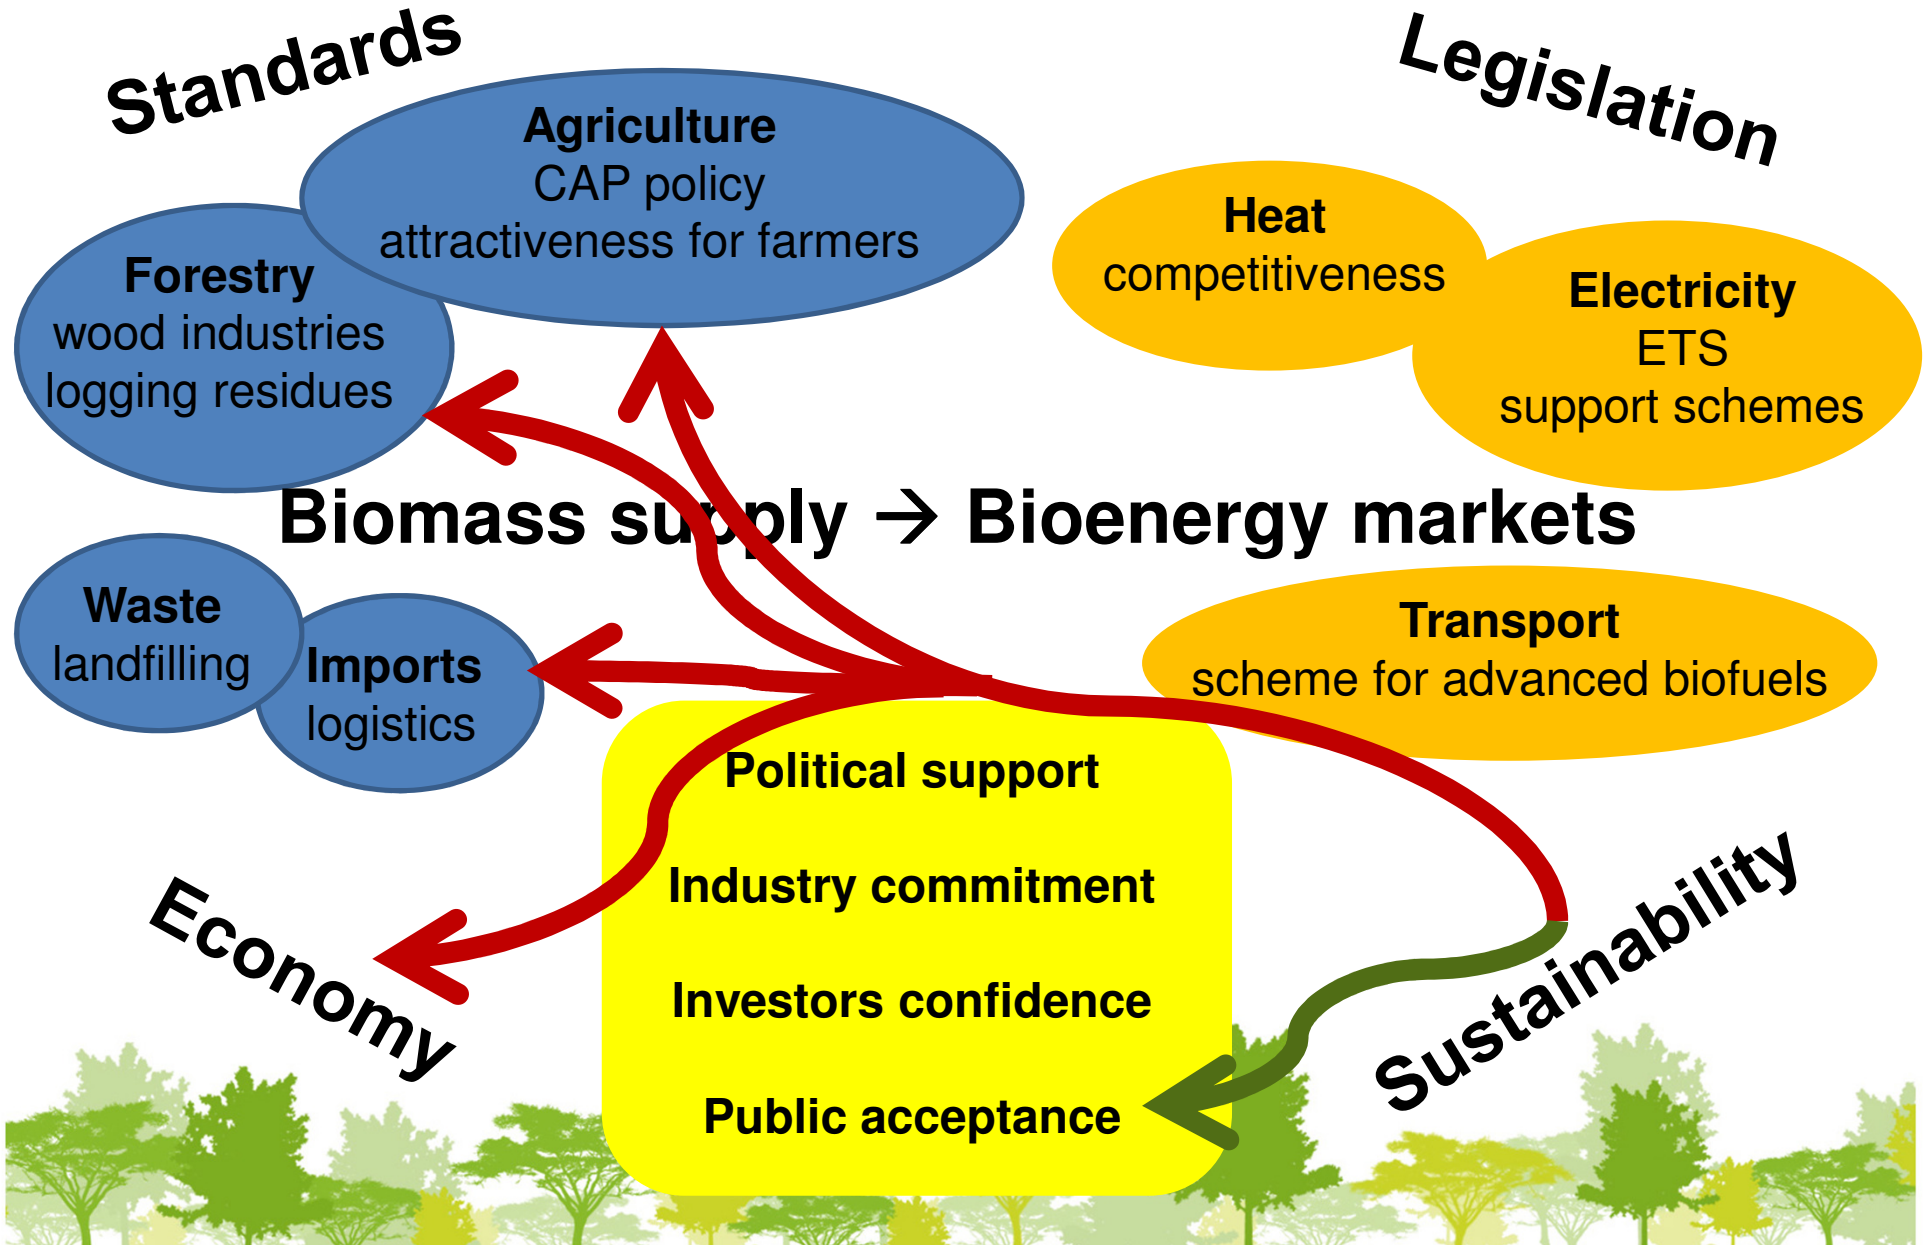 Standards
Legislation
Agriculture
CAP policy
attractiveness for farmers
Forestry
wood industries
logging residues
Heat
competitiveness
Electricity
ETS
support schemes
Biomass supply → Bioenergy markets
Waste
landfilling
Imports
logistics
Transport
scheme for advanced biofuels
Political support
Industry commitment
Investors confidence
Public acceptance
Economy
Sustainability